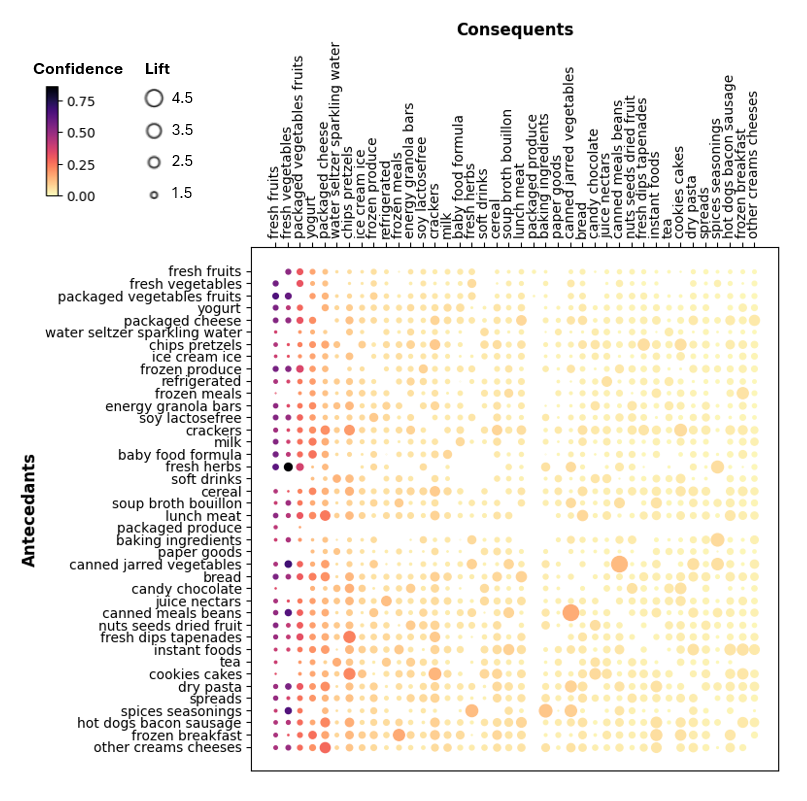 Consequents
Confidence
Lift
0.75
0.50
0.25
0.00
4.5
3.5
2.5
1.5
fresh fruits
fresh vegetables
packaged vegetables fruits
yogurt
packaged cheese
water seltzer sparkling water
chips pretzels
ice cream ice
frozen produce
refrigerated
frozen meals
energy granola bars
soy lactosefree
crackers
milk
baby food formula
fresh herbs
soft drinks
cereal
soup broth bouillon
lunch meat
packaged produce
baking ingredients
paper goods
canned jarred vegetables
bread
candy chocolate
juice nectars
canned meals beans
nuts seeds dried fruit
fresh dips tapenades
instant foods
tea
cookies cakes
dry pasta
spreads
spices seasonings
hot dogs bacon sausage
frozen breakfast
other creams cheeses
Antecedants
fresh fruits
fresh vegetables
packaged vegetables fruits
yogurt
packaged cheese
water seltzer sparkling water
chips pretzels
ice cream ice
frozen produce
refrigerated
frozen meals
energy granola bars
soy lactosefree
crackers
milk
baby food formula
fresh herbs
soft drinks
cereal
soup broth bouillon
lunch meat
packaged produce
baking ingredients
paper goods
canned jarred vegetables
bread
candy chocolate
juice nectars
canned meals beans
nuts seeds dried fruit
fresh dips tapenades
instant foods
tea
cookies cakes
dry pasta
spreads
spices seasonings
hot dogs bacon sausage
frozen breakfast
other creams cheeses